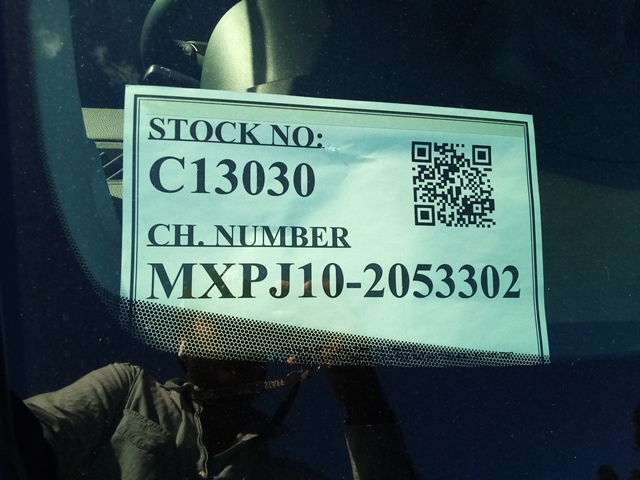 STOCK NO:
C13030
CH. NUMBER
MXPJ10-2053302